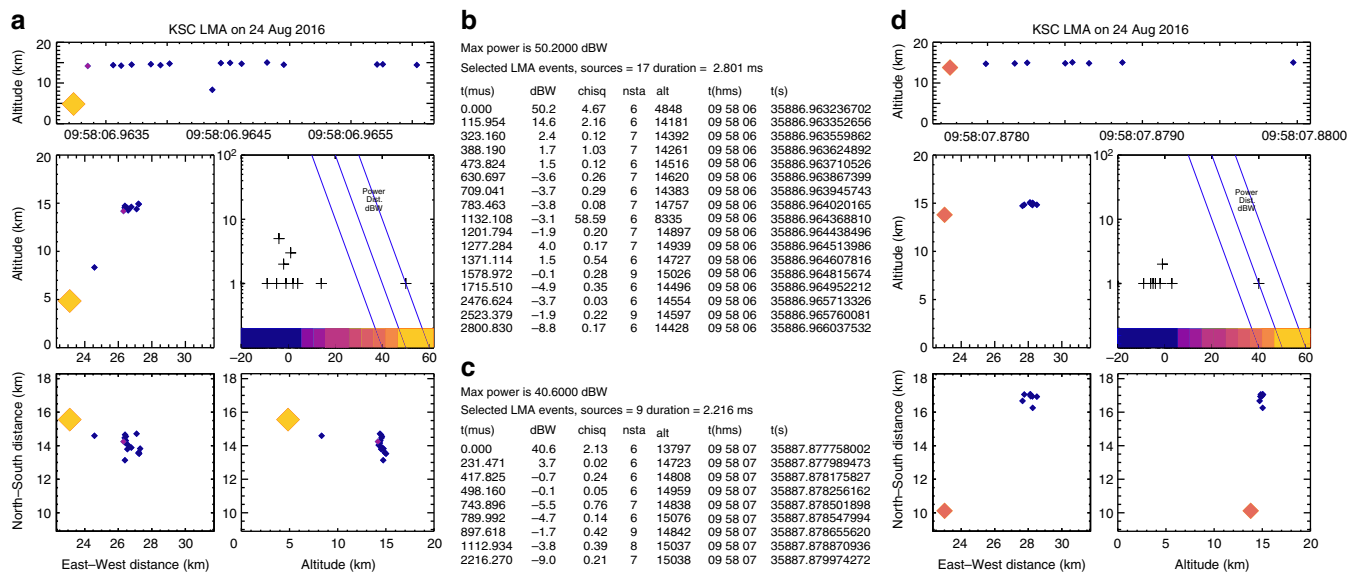 a
KSC LMA on 24 Aug 2016
Altitude (km)
20
10
0
09:58:06.9635
09:58:06.9645
09:58:06.9655
Altitude (km)
20
15
10
5
0
24
26
28
30
10²
10
1
Power
Dist.
dBW
−20
0
20
40
60
North–South distance (km)
18
16
14
12
10
24
26
28
30
East–West distance (km)
0
5
10
15
20
Altitude (km)
b
Max power is 50.2000 dBW
Selected LMA events, sources = 17 duration = 2.801 ms
t(mus) dBW chisq nsta alt t(hms) t(s)
0.000 50.2 4.67 6 4848 09 58 06 35886.963236702
115.954 14.6 2.16 6 14181 09 58 06 35886.963352656
323.160 2.4 0.12 7 14392 09 58 06 35886.963559862
388.190 1.7 1.03 7 14261 09 58 06 35886.963624892
473.824 1.5 0.12 6 14516 09 58 06 35886.963710526
630.697 −3.6 0.26 7 14620 09 58 06 35886.963867399
709.041 −3.7 0.29 6 14383 09 58 06 35886.963945743
783.463 −3.8 0.08 7 14757 09 58 06 35886.964020165
1132.108 −3.1 58.59 6 8335 09 58 06 35886.964368810
1201.794 −1.9 0.20 7 14897 09 58 06 35886.964438496
1277.284 4.0 0.17 7 14939 09 58 06 35886.964513986
1371.114 1.5 0.54 6 14727 09 58 06 35886.964607816
1578.972 −0.1 0.28 9 15026 09 58 06 35886.964815674
1715.510 −4.9 0.35 6 14496 09 58 06 35886.964952212
2476.624 −3.7 0.03 6 14554 09 58 06 35886.965713326
2523.379 −1.9 0.22 9 14597 09 58 06 35886.965760081
2800.830 −8.8 0.17 6 14428 09 58 06 35886.966037532
c
Max power is 40.6000 dBW
Selected LMA events, sources = 9 duration = 2.216 ms
t(mus) dBW chisq nsta alt t(hms) t(s)
0.000 40.6 2.13 6 13797 09 58 07 35887.877758002
231.471 3.7 0.02 6 14723 09 58 07 35887.877989473
417.825 −0.7 0.24 6 14808 09 58 07 35887.878175827
498.160 −0.1 0.05 6 14959 09 58 07 35887.878256162
743.896 −5.5 0.76 7 14838 09 58 07 35887.878501898
789.992 −4.7 0.14 6 15076 09 58 07 35887.878547994
897.618 −1.7 0.42 9 14842 09 58 07 35887.878655620
1112.934 −3.8 0.39 8 15037 09 58 07 35887.878870936
2216.270 −9.0 0.21 7 15038 09 58 07 35887.879974272
d
KSC LMA on 24 Aug 2016
Altitude (km)
20
10
0
09:58:07.8780
09:58:07.8790
09:58:07.8800
Altitude (km)
20
15
10
5
0
24
26
28
30
10²
10
1
Power
Dist.
dBW
−20
0
20
40
60
North–South distance (km)
18
16
14
12
10
24
26
28
30
East–West distance (km)
0
5
10
15
20
Altitude (km)